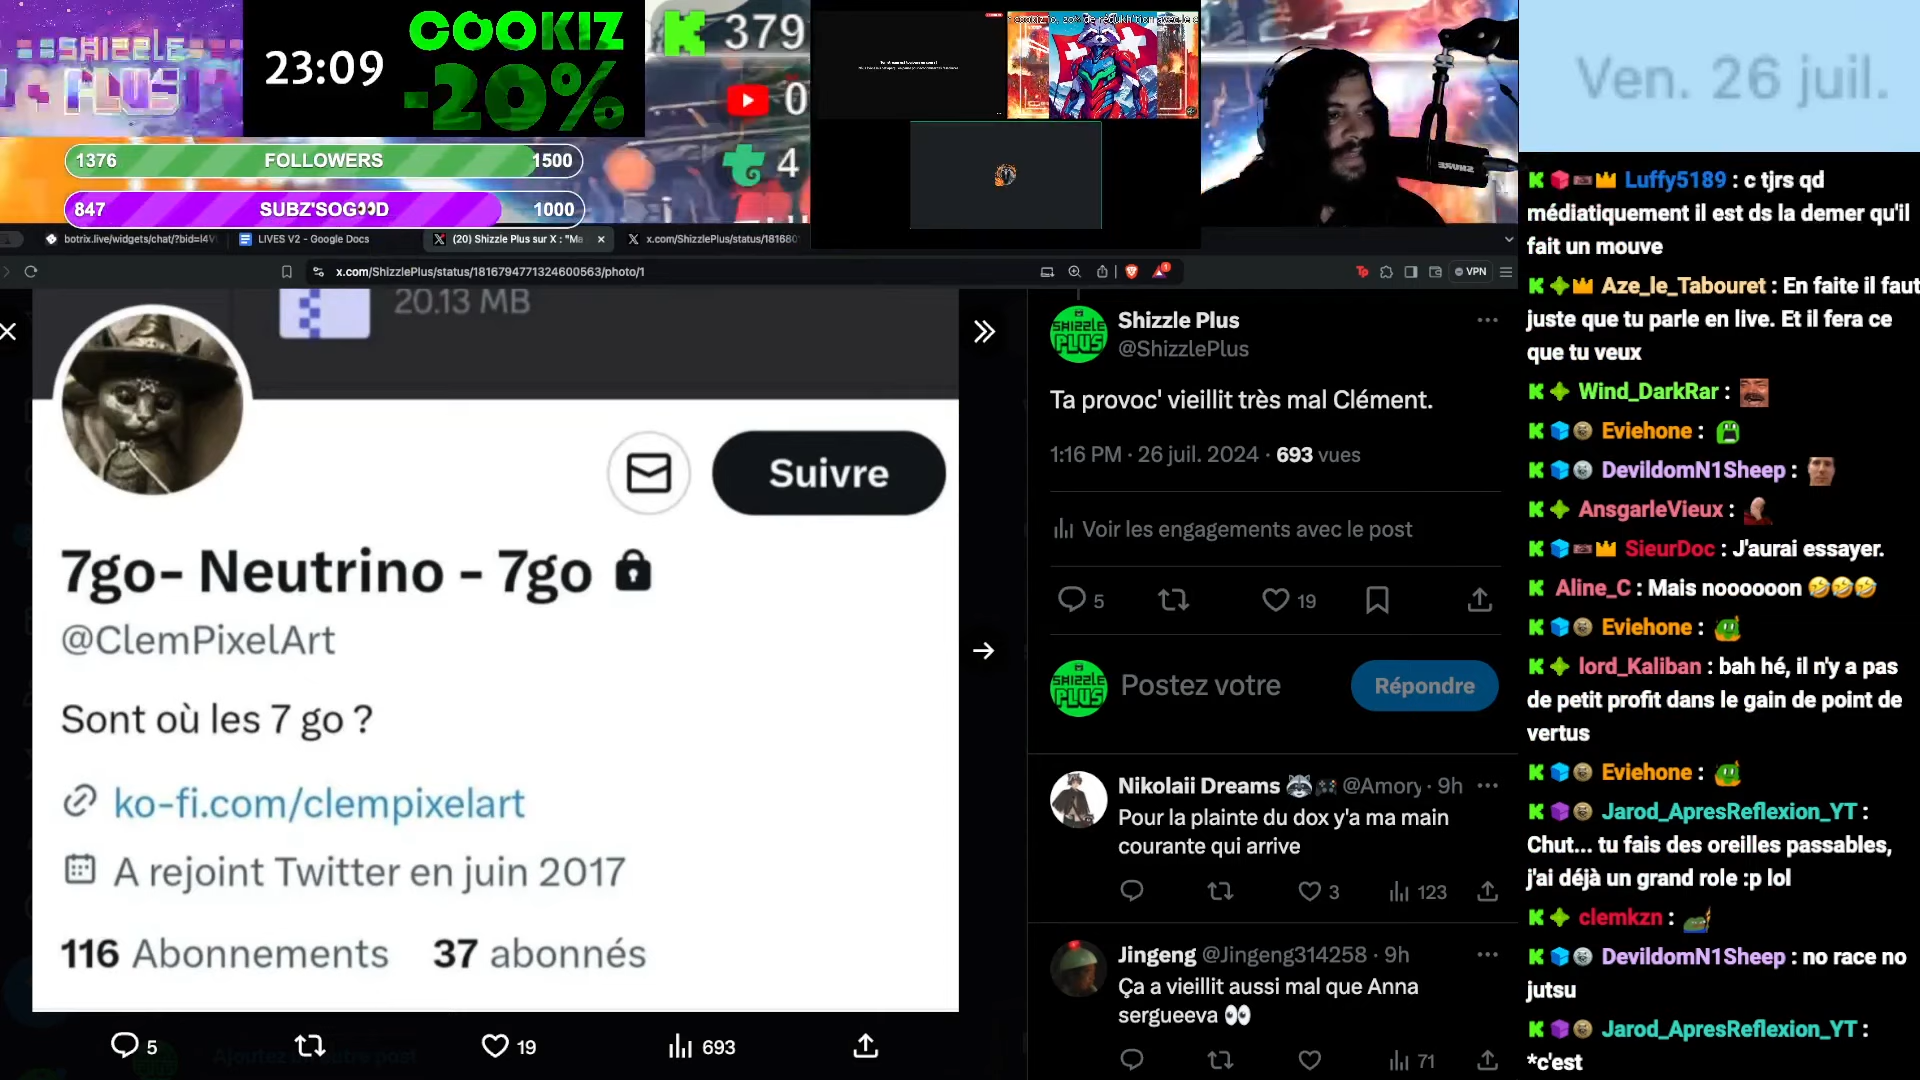 SHIZZLE
PLUS
23:09
COOKIZ
-20%
379
0
4
1376 FOLLOWERS 1500
847 SUBZ'SOG👀D 1000
Ven. 26 juil.
LIVES V2 - Google Docs
(20) Shizzle Plus sur X : "Ma
x.com/ShizzlePlus/status/181680
x.com/ShizzlePlus/status/1816794771324600563/photo/1
VPN
20.13 MB
Suivre
7go- Neutrino - 7go
@ClemPixelArt
Sont où les 7 go ?
ko-fi.com/clempixelart
A rejoint Twitter en juin 2017
116 Abonnements 37 abonnés
5
19
693
Shizzle Plus
@ShizzlePlus
Ta provoc' vieillit très mal Clément.
1:16 PM · 26 juil. 2024 · 693 vues
Voir les engagements avec le post
5
19
Postez votre
Répondre
Nikolaii Dreams 🦝🎮 @Amory · 9h
Pour la plainte du dox y'a ma main
courante qui arrive
3
123
Jingeng @Jingeng314258 · 9h
Ça a vieillit aussi mal que Anna
sergueeva 👀
71
Luffy5189 : c tjrs qd
médiatiquement il est ds la demer qu'il
fait un mouve
Aze_le_Tabouret : En faite il faut
juste que tu parle en live. Et il fera ce
que tu veux
Wind_DarkRar :
Eviehone :
DevildomN1Sheep :
AnsgarleVieux :
SieurDoc : J'aurai essayer.
Aline_C : Mais noooooon 🤣🤣🤣
Eviehone :
lord_Kaliban : bah hé, il n'y a pas
de petit profit dans le gain de point de
vertus
Eviehone :
Jarod_ApresReflexion_YT :
Chut... tu fais des oreilles passables,
j'ai déjà un grand role :p lol
clemkzn :
DevildomN1Sheep : no race no
jutsu
Jarod_ApresReflexion_YT :
*c'est